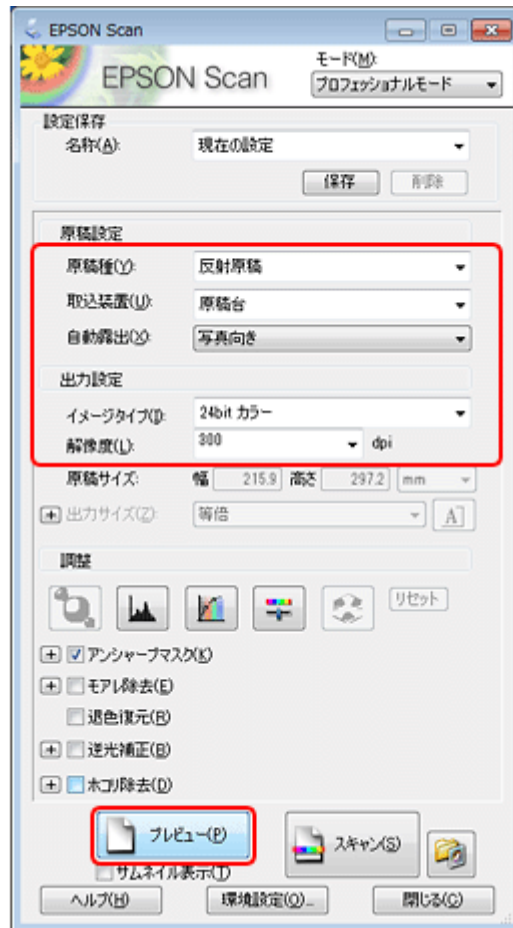 EPSON Scan
EPSON Scan
モード(M):
プロフェッショナルモード
設定保存
名称(A):
現在の設定
保存 削除
原稿設定
原稿種(Y): 反射原稿
取込装置(U): 原稿台
自動露出(X): 写真向き
出力設定
イメージタイプ(I): 24bit カラー
解像度(L): 300 dpi
原稿サイズ: 幅 215.9 高さ 297.2 mm
出力サイズ(Z): 等倍 A
調整
リセット
アンシャープマスク(K)
モアレ除去(E)
退色復元(R)
逆光補正(B)
ホコリ除去(D)
プレビュー(P) スキャン(S)
サムネイル表示(T)
ヘルプ(H) 環境設定(O)... 閉じる(C)